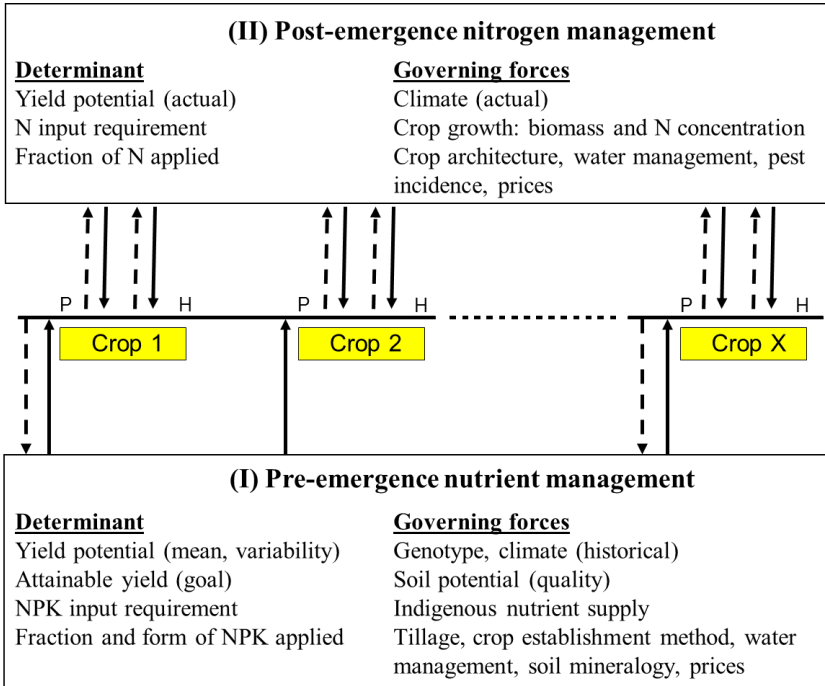 (II) Post-emergence nitrogen management
Determinant
Yield potential (actual)
N input requirement
Fraction of N applied
Governing forces
Climate (actual)
Crop growth: biomass and N concentration
Crop architecture, water management, pest
incidence, prices
P H P H P H
Crop 1 Crop 2 Crop X
(I) Pre-emergence nutrient management
Determinant
Yield potential (mean, variability)
Attainable yield (goal)
NPK input requirement
Fraction and form of NPK applied
Governing forces
Genotype, climate (historical)
Soil potential (quality)
Indigenous nutrient supply
Tillage, crop establishment method, water
management, soil mineralogy, prices